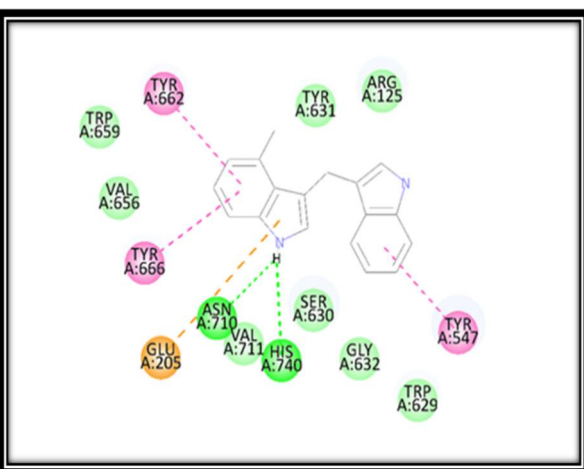 TYR
A:662
TYR
A:631
ARG
A:125
TRP
A:659
VAL
A:656
N
TYR
A:666
N
H
ASN
A:710
SER
A:630
VAL
A:711
TYR
A:547
GLU
A:205
HIS
A:740
GLY
A:632
TRP
A:629